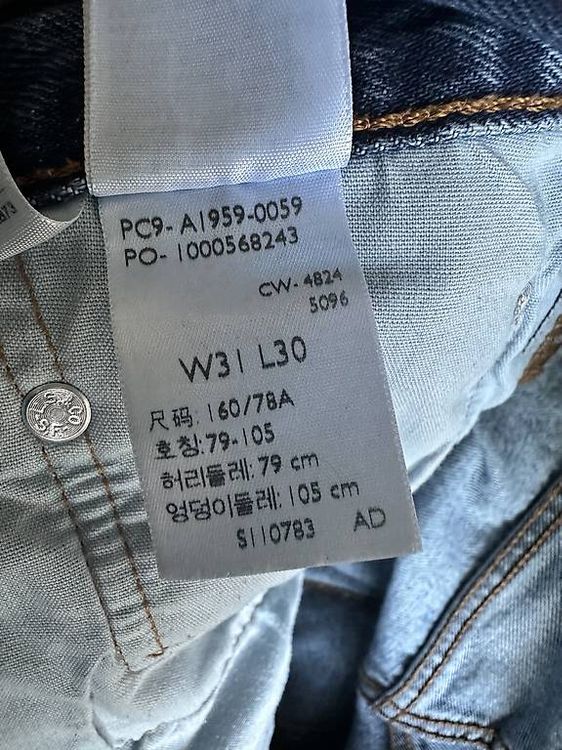 PC9- A1959-0059
PO- 1000568243
CW- 4824
5096
W31 L30
尺码: 160/78A
호칭:79-105
허리둘레: 79 cm
엉덩이둘레: 105 cm
S110783 AD